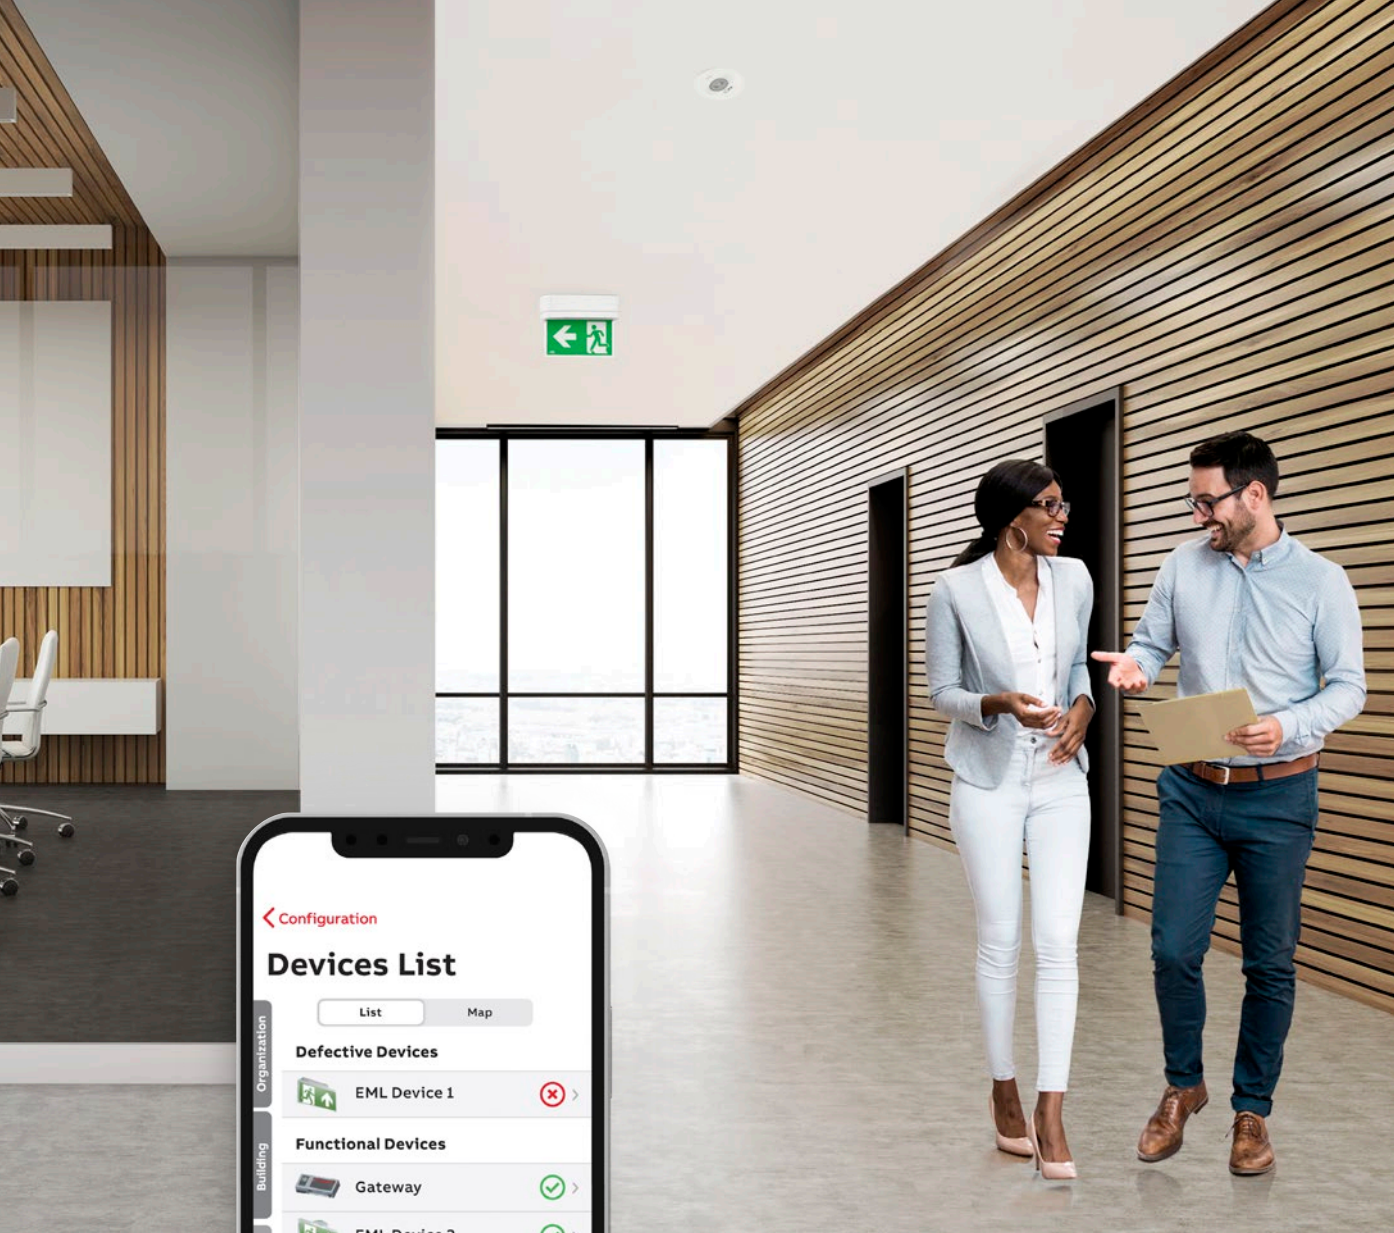 Configuration
Devices List
List
Map
Organization
Defective Devices
EML Device 1
Functional Devices
Building
Gateway